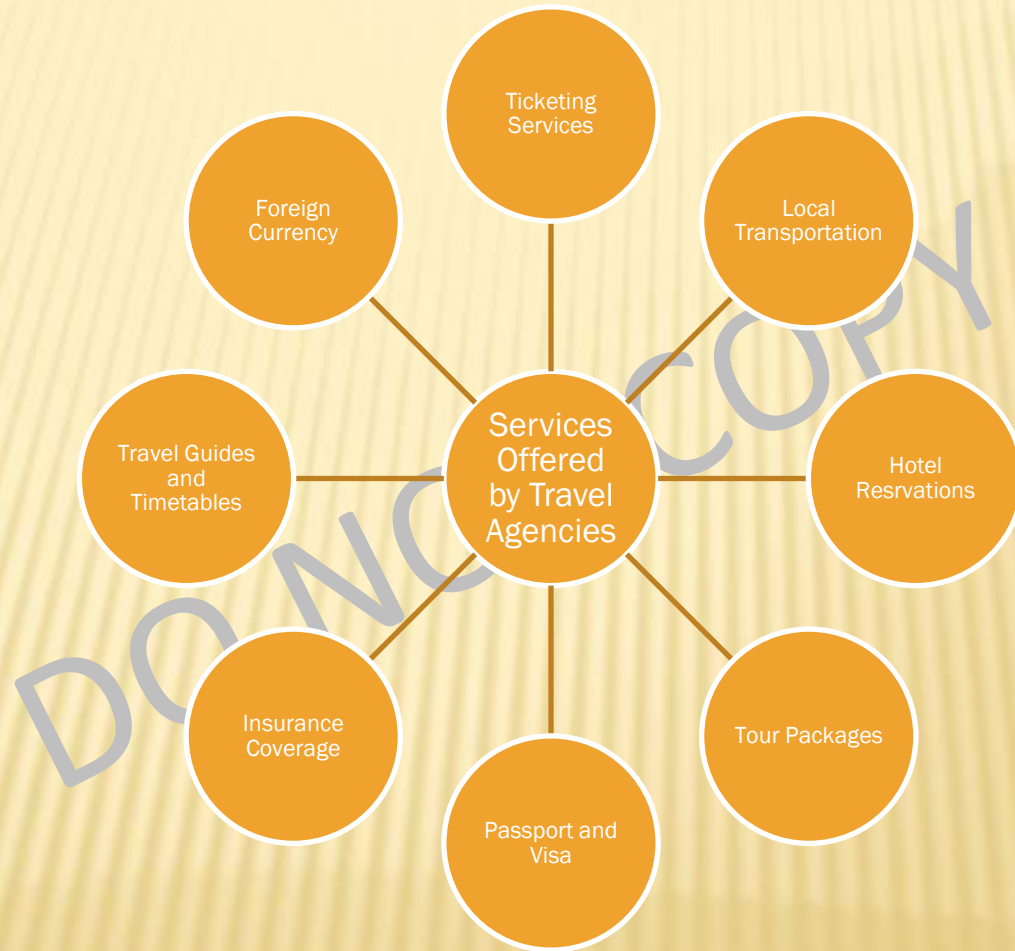 Ticketing
Services
Local
Transportation
Hotel
Resrvations
Tour Packages
Passport and
Visa
Insurance
Coverage
Travel Guides
and
Timetables
Foreign
Currency
Services
Offered
by Travel
Agencies
DO NO COPY